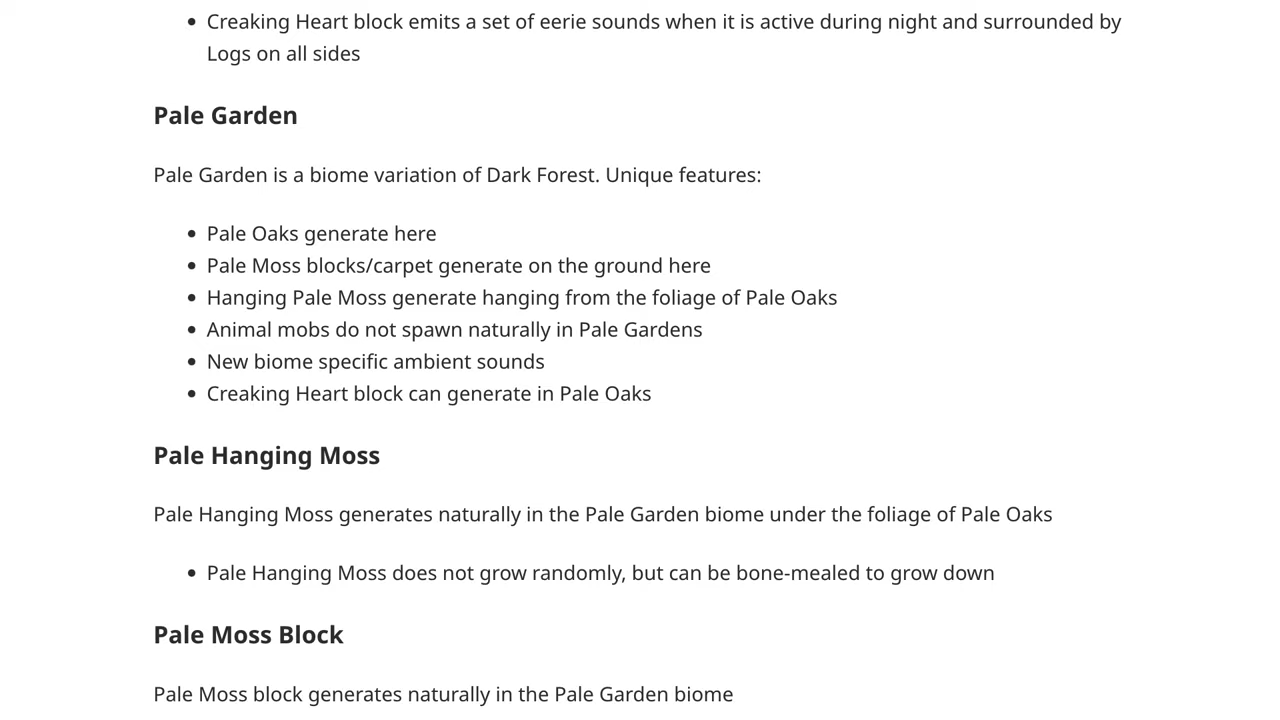 • Creaking Heart block emits a set of eerie sounds when it is active during night and surrounded by
Logs on all sides
Pale Garden
Pale Garden is a biome variation of Dark Forest. Unique features:
• Pale Oaks generate here
• Pale Moss blocks/carpet generate on the ground here
• Hanging Pale Moss generate hanging from the foliage of Pale Oaks
• Animal mobs do not spawn naturally in Pale Gardens
• New biome specific ambient sounds
• Creaking Heart block can generate in Pale Oaks
Pale Hanging Moss
Pale Hanging Moss generates naturally in the Pale Garden biome under the foliage of Pale Oaks
• Pale Hanging Moss does not grow randomly, but can be bone-mealed to grow down
Pale Moss Block
Pale Moss block generates naturally in the Pale Garden biome